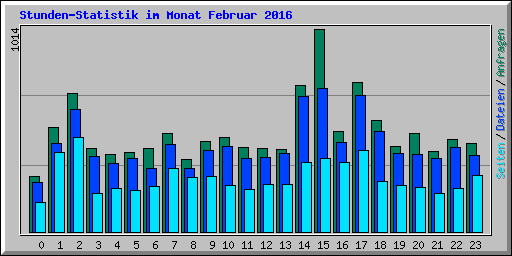 Stunden-Statistik im Monat Februar 2016
1014
Seiten / Dateien / Anfragen
0 1 2 3 4 5 6 7 8 9 10 11 12 13 14 15 16 17 18 19 20 21 22 23